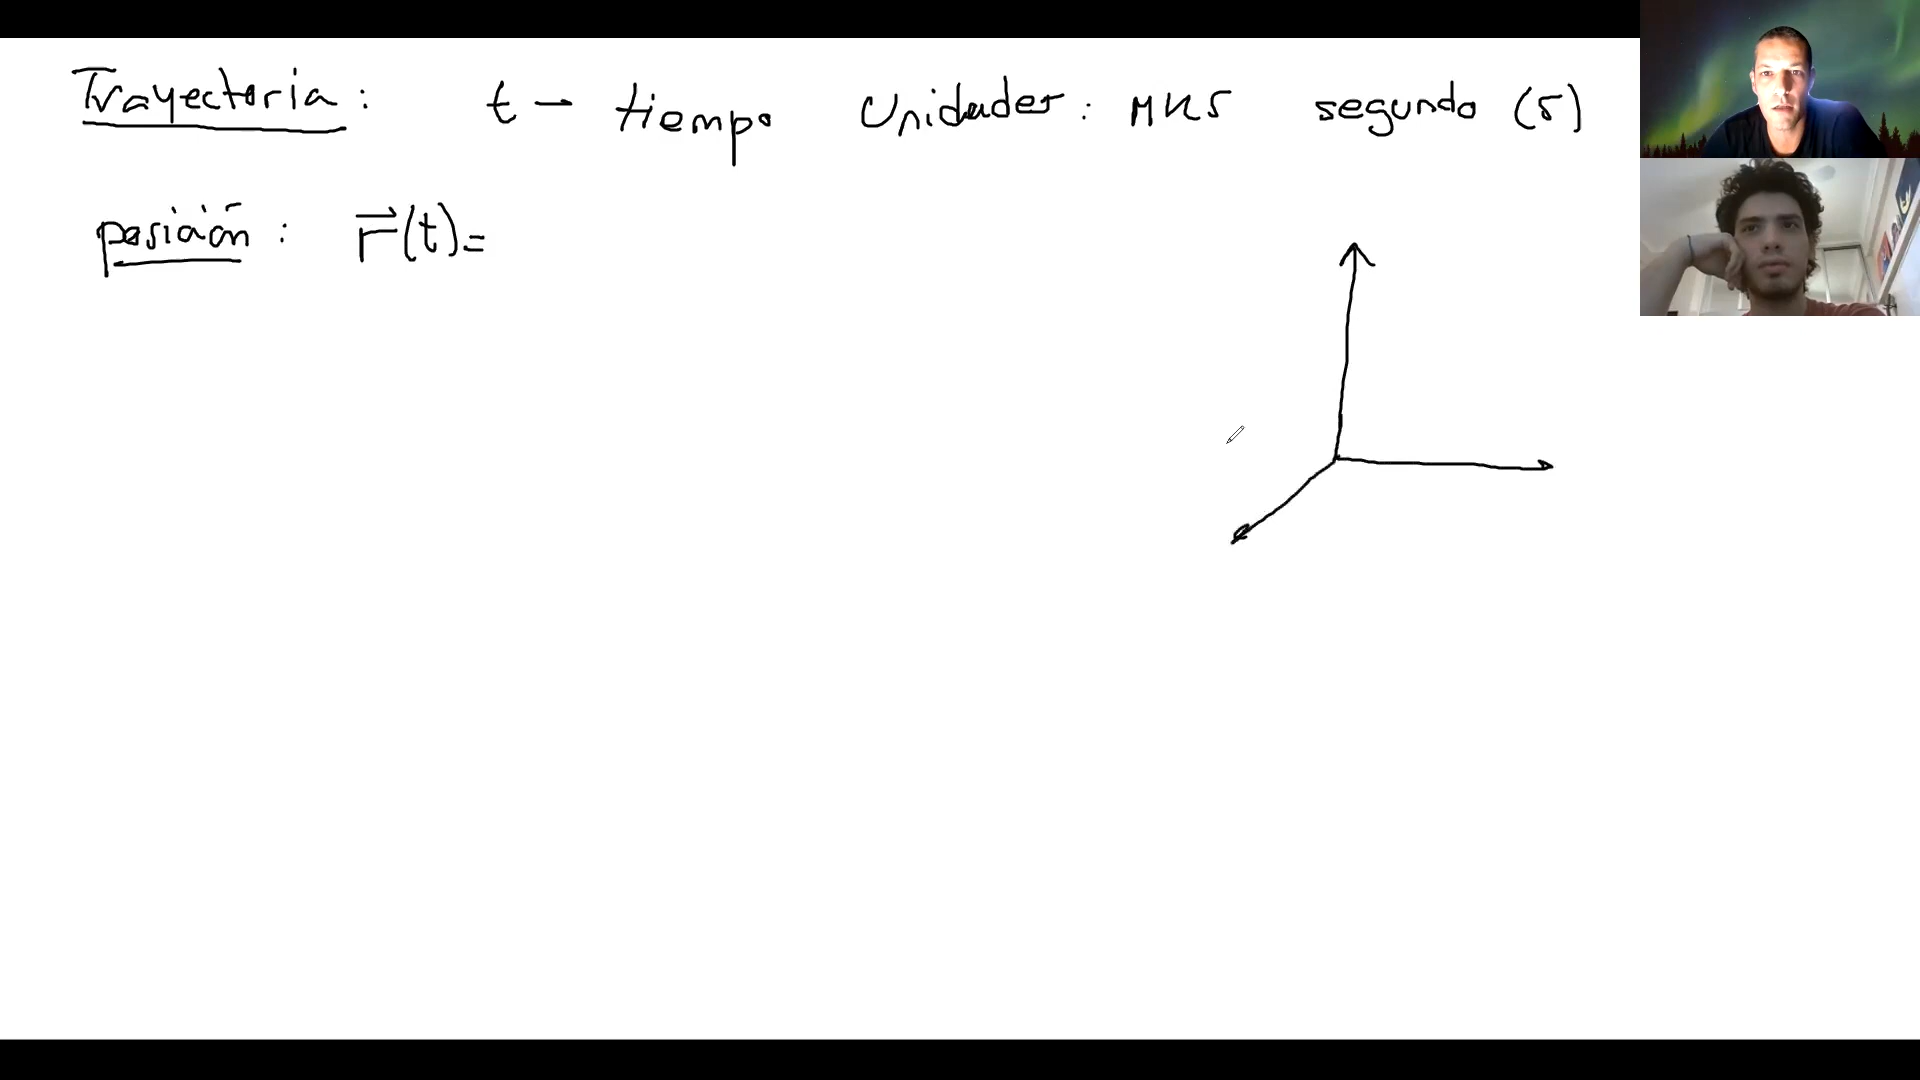 Trayectoria : t → tiempo Unidades : MKS segundo (s)
posición : r⃗(t)=